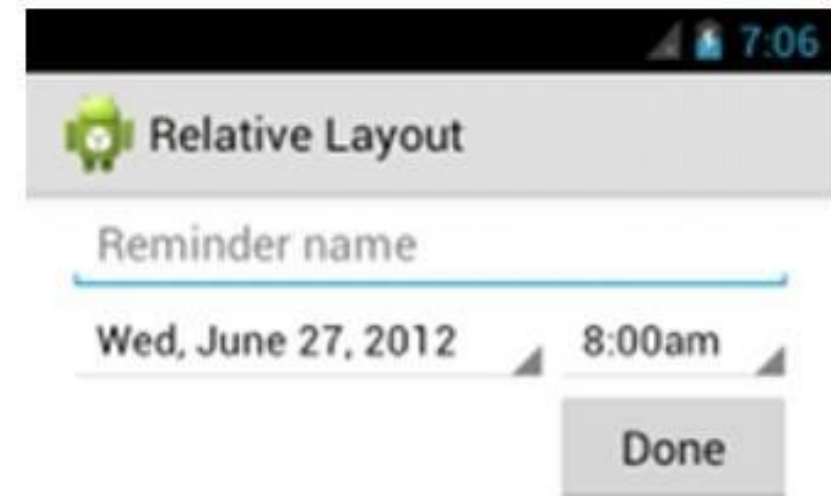 7:06
Relative Layout
Reminder name
Wed, June 27, 2012 8:00am
Done